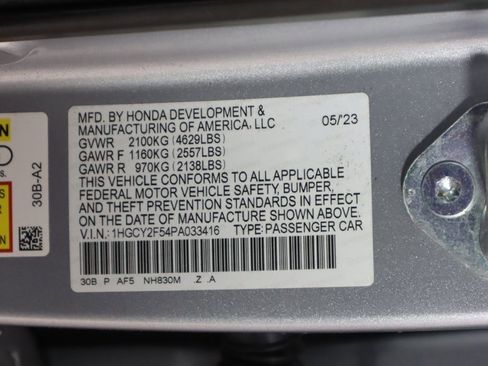 MFD. BY HONDA DEVELOPMENT &
MANUFACTURING OF AMERICA, LLC 05/'23
GVWR 2100KG (4629LBS)
GAWR F 1160KG (2557LBS)
GAWR R 970KG (2138LBS)
THIS VEHICLE CONFORMS TO ALL APPLICABLE
FEDERAL MOTOR VEHICLE SAFETY, BUMPER,
AND THEFT PREVENTION STANDARDS IN EFFECT
ON THE DATE OF MANUFACTURE SHOWN ABOVE.
V.I.N.: 1HGCY2F54PA033416 TYPE: PASSENGER CAR
30B P AF5 NH830M .Z .A
30B-A2